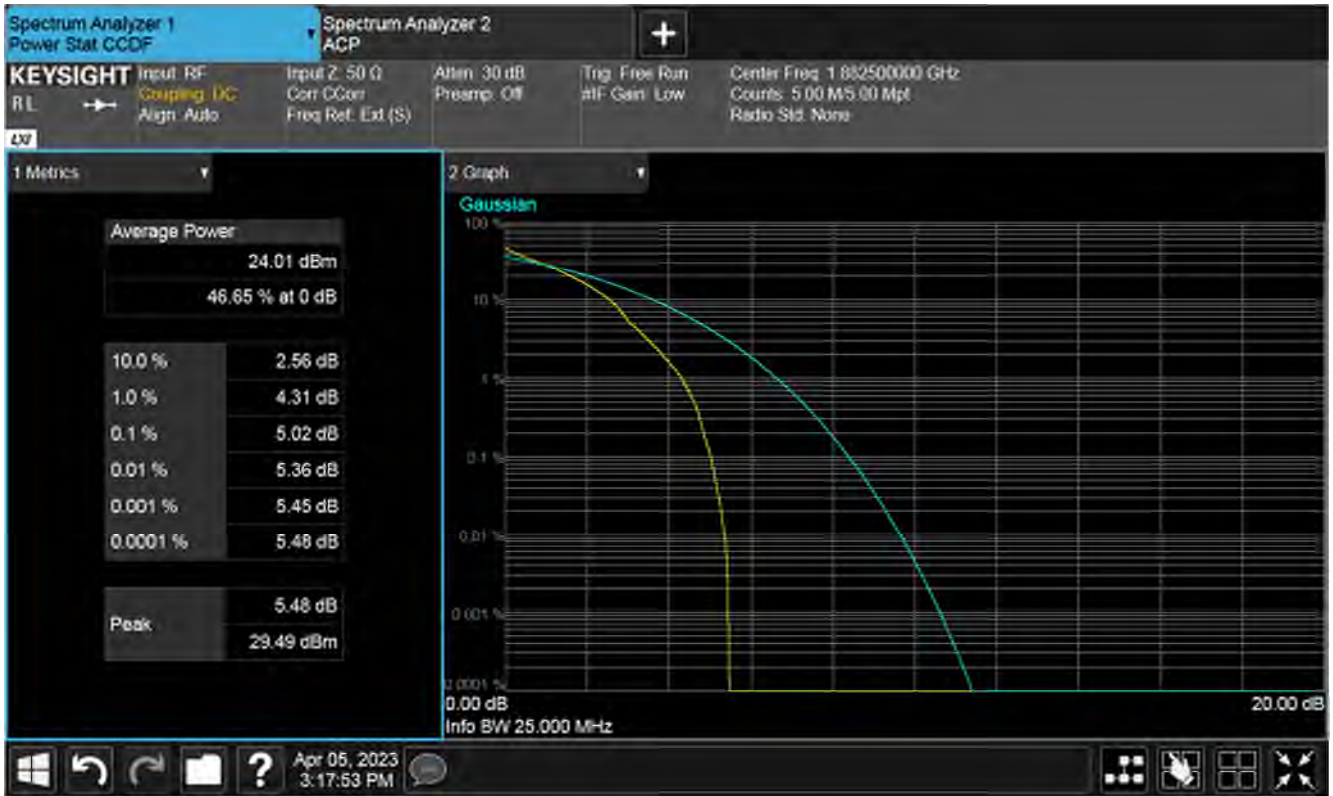 Spectrum Analyzer 1
Power Stat CCDF
Spectrum Analyzer 2
ACP
KEYSIGHT
RL
LXI
Input: RF
Coupling: DC
Align: Auto
Input Z: 50 Ω
Corr CCorr
Freq Ref: Ext (S)
Atten: 30 dB
Preamp: Off
Trig: Free Run
#IF Gain: Low
Center Freq: 1.882500000 GHz
Counts: 5.00 M/5.00 Mpt
Radio Std: None
1 Metrics
Average Power
24.01 dBm
46.65 % at 0 dB
10.0 % 2.56 dB
1.0 % 4.31 dB
0.1 % 5.02 dB
0.01 % 5.36 dB
0.001 % 5.45 dB
0.0001 % 5.48 dB
Peak
5.48 dB
29.49 dBm
2 Graph
Gaussian
100 %
10 %
1 %
0.1 %
0.01 %
0.001 %
0.0001 %
0.00 dB
20.00 dB
Info BW 25.000 MHz
?
Apr 05, 2023
3:17:53 PM